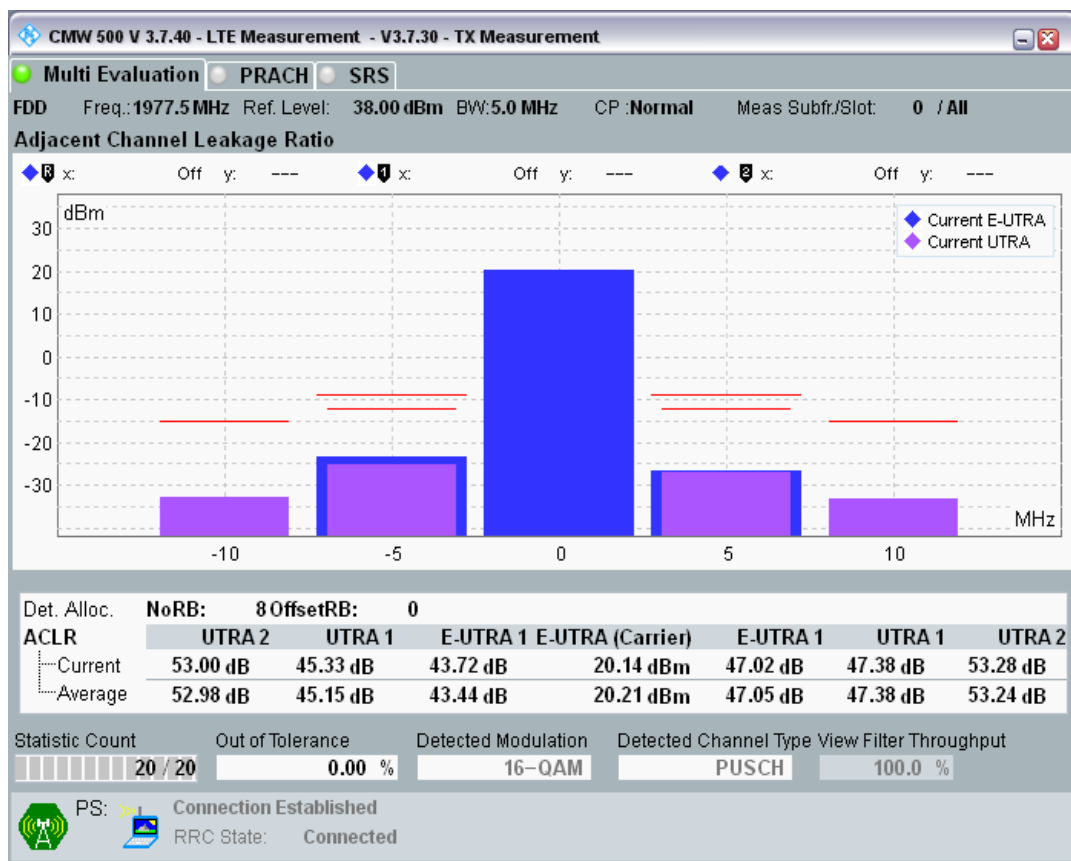 CMW 500 V 3.7.40 - LTE Measurement - V3.7.30 - TX Measurement
Multi Evaluation PRACH SRS
FDD Freq.: 1977.5 MHz Ref. Level: 38.00 dBm BW: 5.0 MHz CP : Normal Meas Subfr./Slot: 0 / All
Adjacent Channel Leakage Ratio
R x: Off y: --- 1 x: Off y: --- 2 x: Off y: ---
dBm
Current E-UTRA
Current UTRA
30
20
10
0
-10
-20
-30
MHz
-10 -5 0 5 10
Det. Alloc. NoRB: 8 OffsetRB: 0
ACLR UTRA 2 UTRA 1 E-UTRA 1 E-UTRA (Carrier) E-UTRA 1 UTRA 1 UTRA 2
Current 53.00 dB 45.33 dB 43.72 dB 20.14 dBm 47.02 dB 47.38 dB 53.28 dB
Average 52.98 dB 45.15 dB 43.44 dB 20.21 dBm 47.05 dB 47.38 dB 53.24 dB
Statistic Count Out of Tolerance Detected Modulation Detected Channel Type View Filter Throughput
20 / 20 0.00 % 16-QAM PUSCH 100.0 %
PS: Connection Established
RRC State: Connected